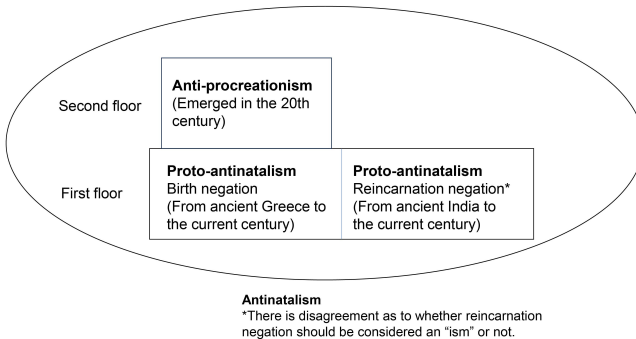 Second floor
Anti-procreationism
(Emerged in the 20th
century)
First floor
Proto-antinatalism
Birth negation
(From ancient Greece to
the current century)
Proto-antinatalism
Reincarnation negation*
(From ancient India to
the current century)
Antinatalism
*There is disagreement as to whether reincarnation
negation should be considered an “ism” or not.